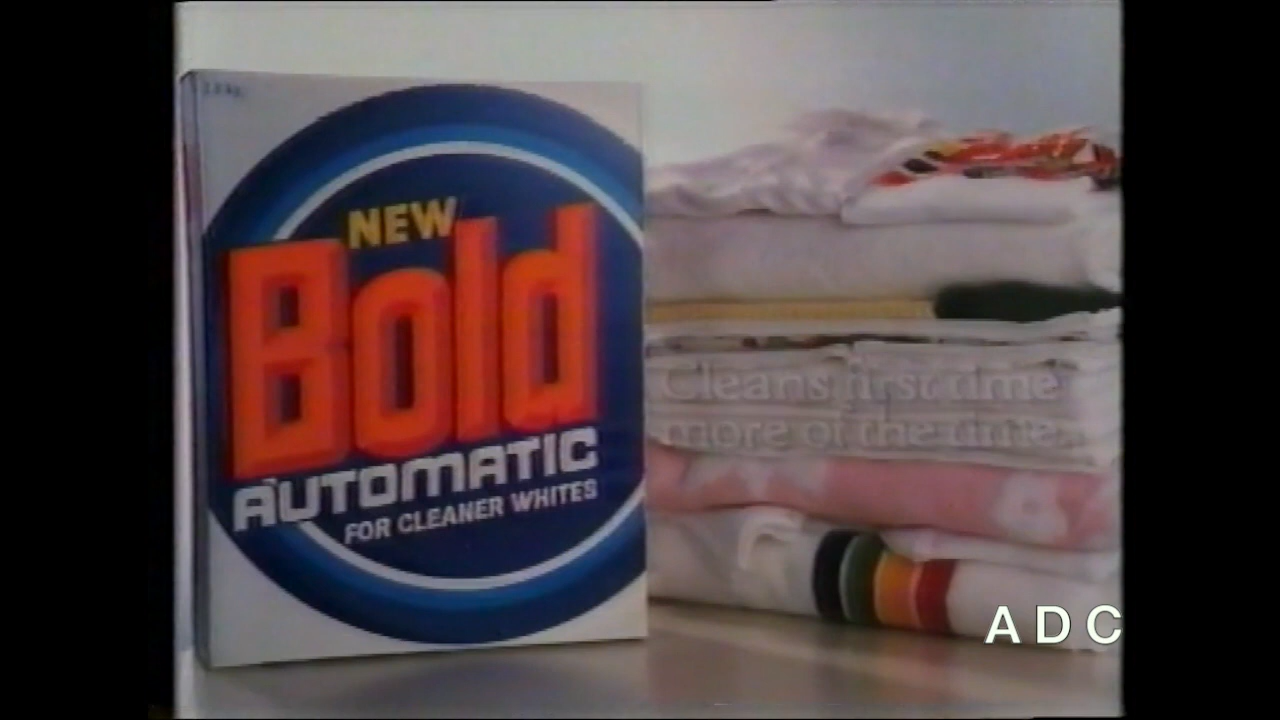 NEW
Bold
AUTOMATIC
FOR CLEANER WHITES
Cleans first time
more of the time.
ADC